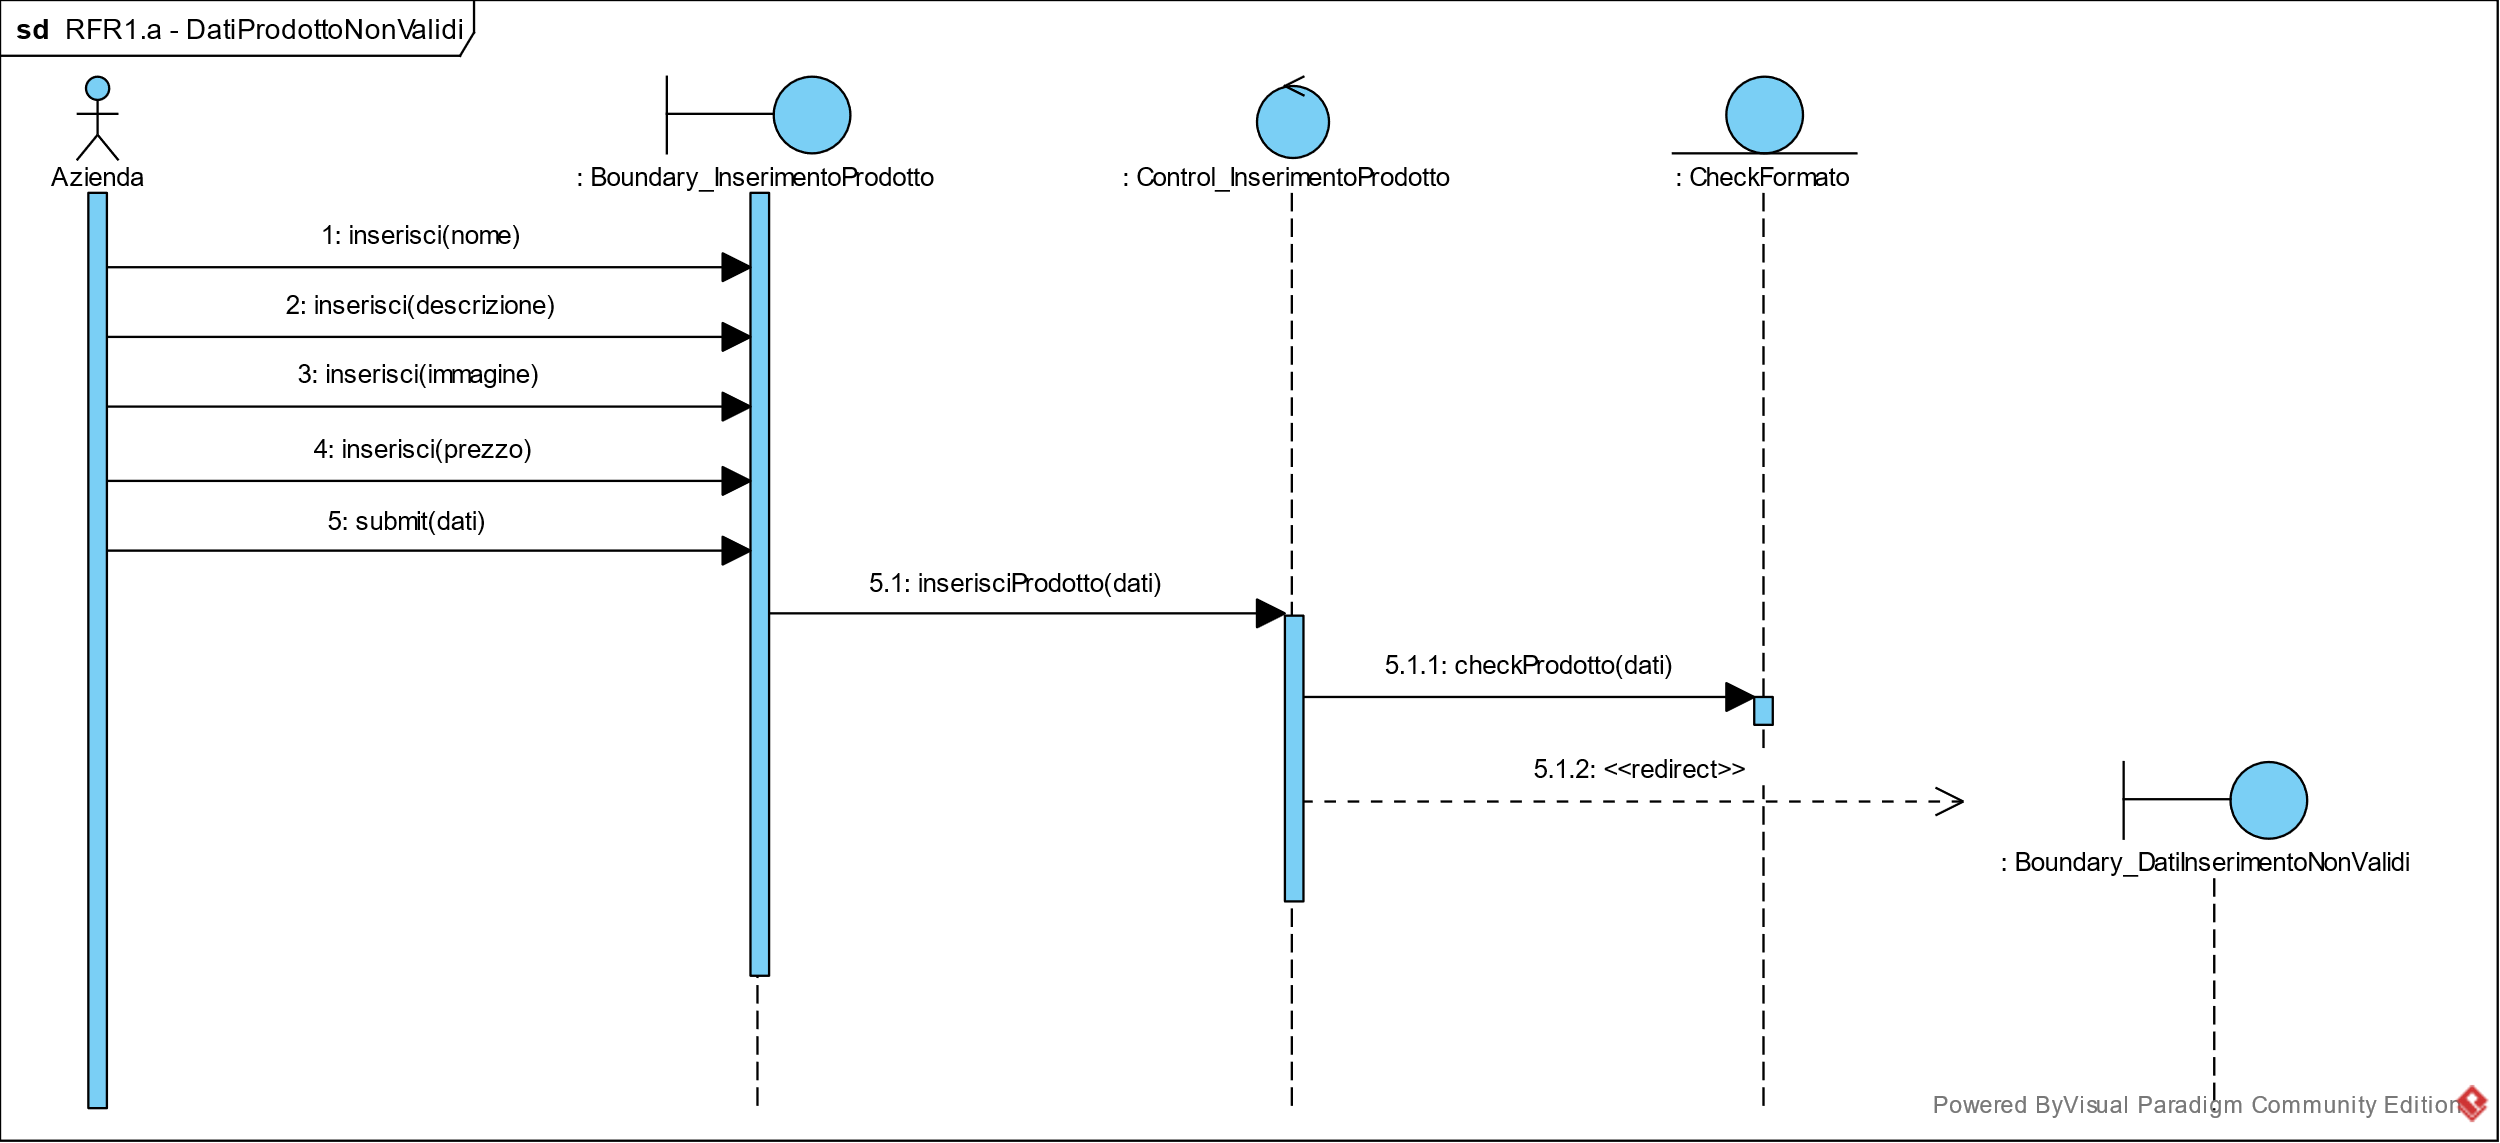 sd RFR1.a - DatiProdottoNonValidi
Azienda
: Boundary_InserimentoProdotto
: Control_InserimentoProdotto
: CheckFormato
1: inserisci(nome)
2: inserisci(descrizione)
3: inserisci(immagine)
4: inserisci(prezzo)
5: submit(dati)
5.1: inserisciProdotto(dati)
5.1.1: checkProdotto(dati)
5.1.2: <<redirect>>
: Boundary_DatiInserimentoNonValidi
Powered ByVisual Paradigm Community Edition